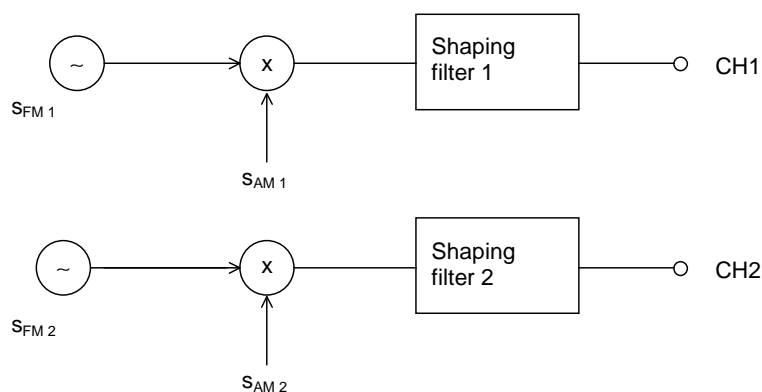 ~
x
Shaping
filter 1
CH1
sFM 1
sAM 1
~
x
Shaping
filter 2
CH2
sFM 2
sAM 2